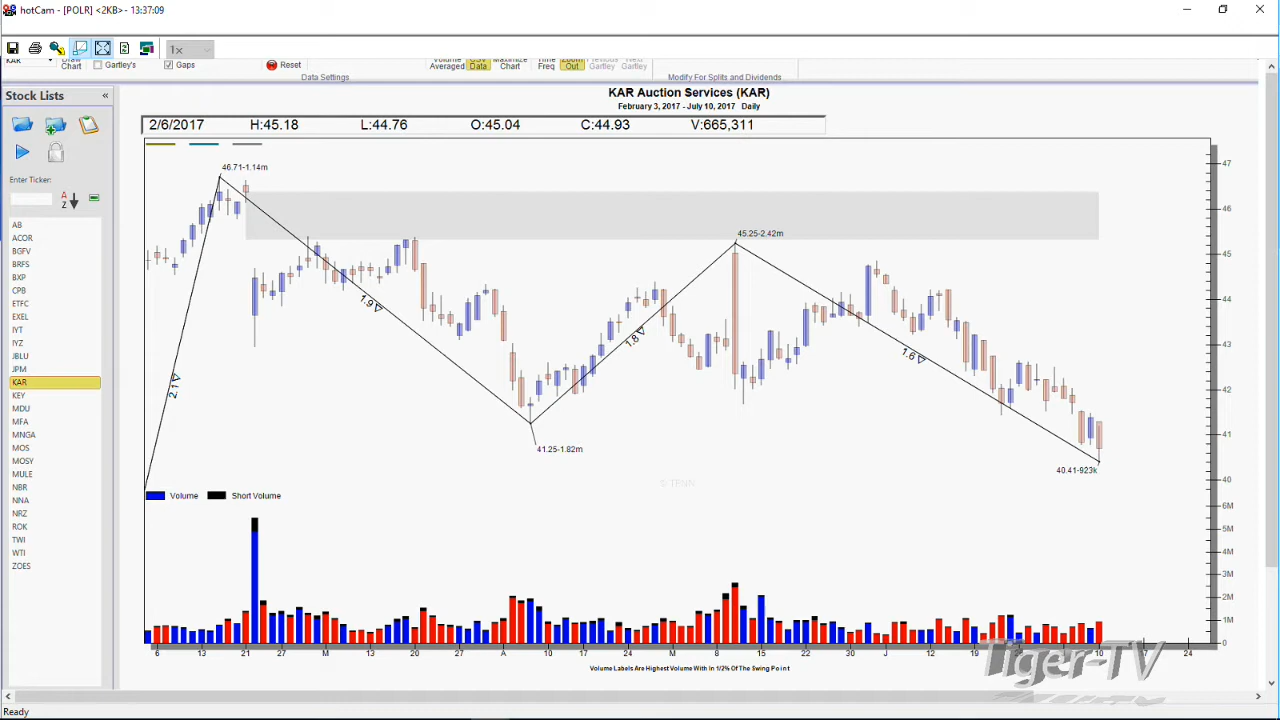 hotCam - [POLR] <2KB> - 13:37:09
1x
KAR
Chart
Gartley's
Gaps
Reset
Averaged
Data
Chart
Freq
Out
Gartley
Gartley
Data Settings
Modify For Splits and Dividends
Stock Lists «
KAR Auction Services (KAR)
February 3, 2017 - July 10, 2017 Daily
2/6/2017 H:45.18 L:44.76 O:45.04 C:44.93 V:665,311
Enter Ticker:
A
Z
AB
ACOR
BGFV
BRFS
BXP
CPB
ETFC
EXEL
IYT
IYZ
JBLU
JPM
KAR
KEY
MDU
MFA
MNGA
MOS
MOSY
MULE
NBR
NNA
NRZ
ROK
TWI
WTI
ZOES
46.71-1.14m
45.25-2.42m
41.25-1.82m
40.41-923k
2.1
1.9
1.8
1.6
47
46
45
44
43
42
41
40
© TENN
Volume Short Volume
6M
5M
4M
3M
2M
1M
0
6 13 21 27 M 13 20 27 A 10 17 24 M 8 15 22 30 J 12 19 26 10 17 24
Volume Labels Are Highest Volume With In 1/2% Of The Swing Point
Tiger-TV
Ready